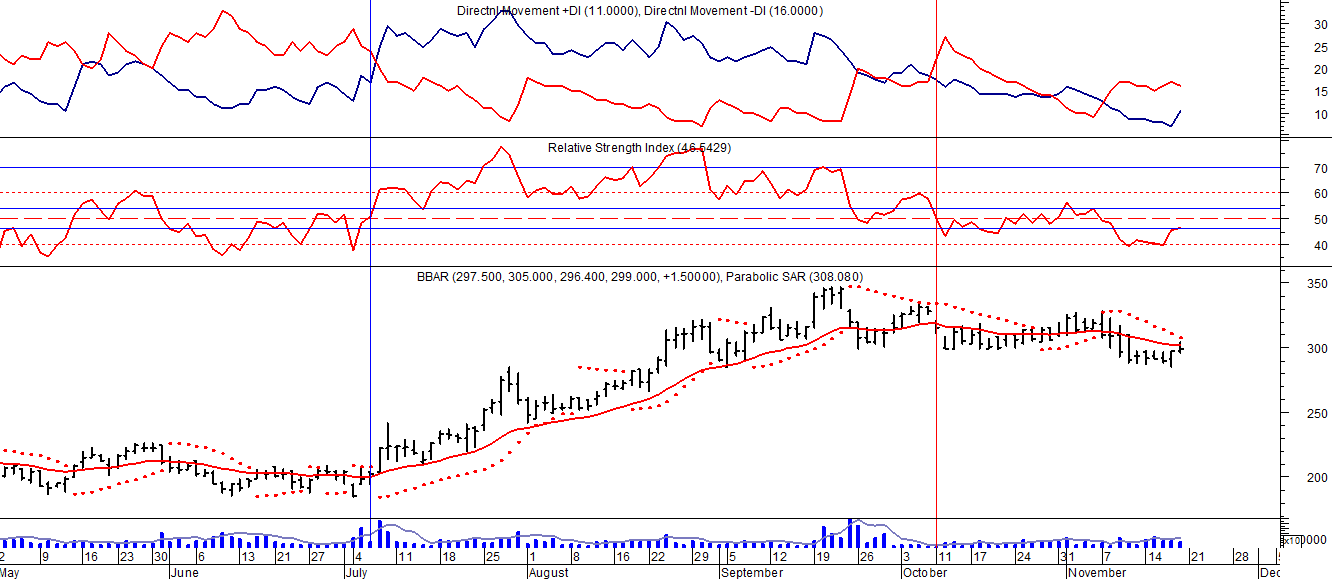 Directnl Movement +DI (11.0000), Directnl Movement -DI (16.0000)
30
25
20
15
10
Relative Strength Index (46.5429)
70
60
50
40
BBAR (297.500, 305.000, 296.400, 299.000, +1.50000), Parabolic SAR (308.080)
350
300
250
200
2 9 16 23 30 6 13 21 27 4 11 18 25 1 8 16 22 29 5 12 19 26 3 11 17 24 31 7 14 21 28
May June July August September October November Dec